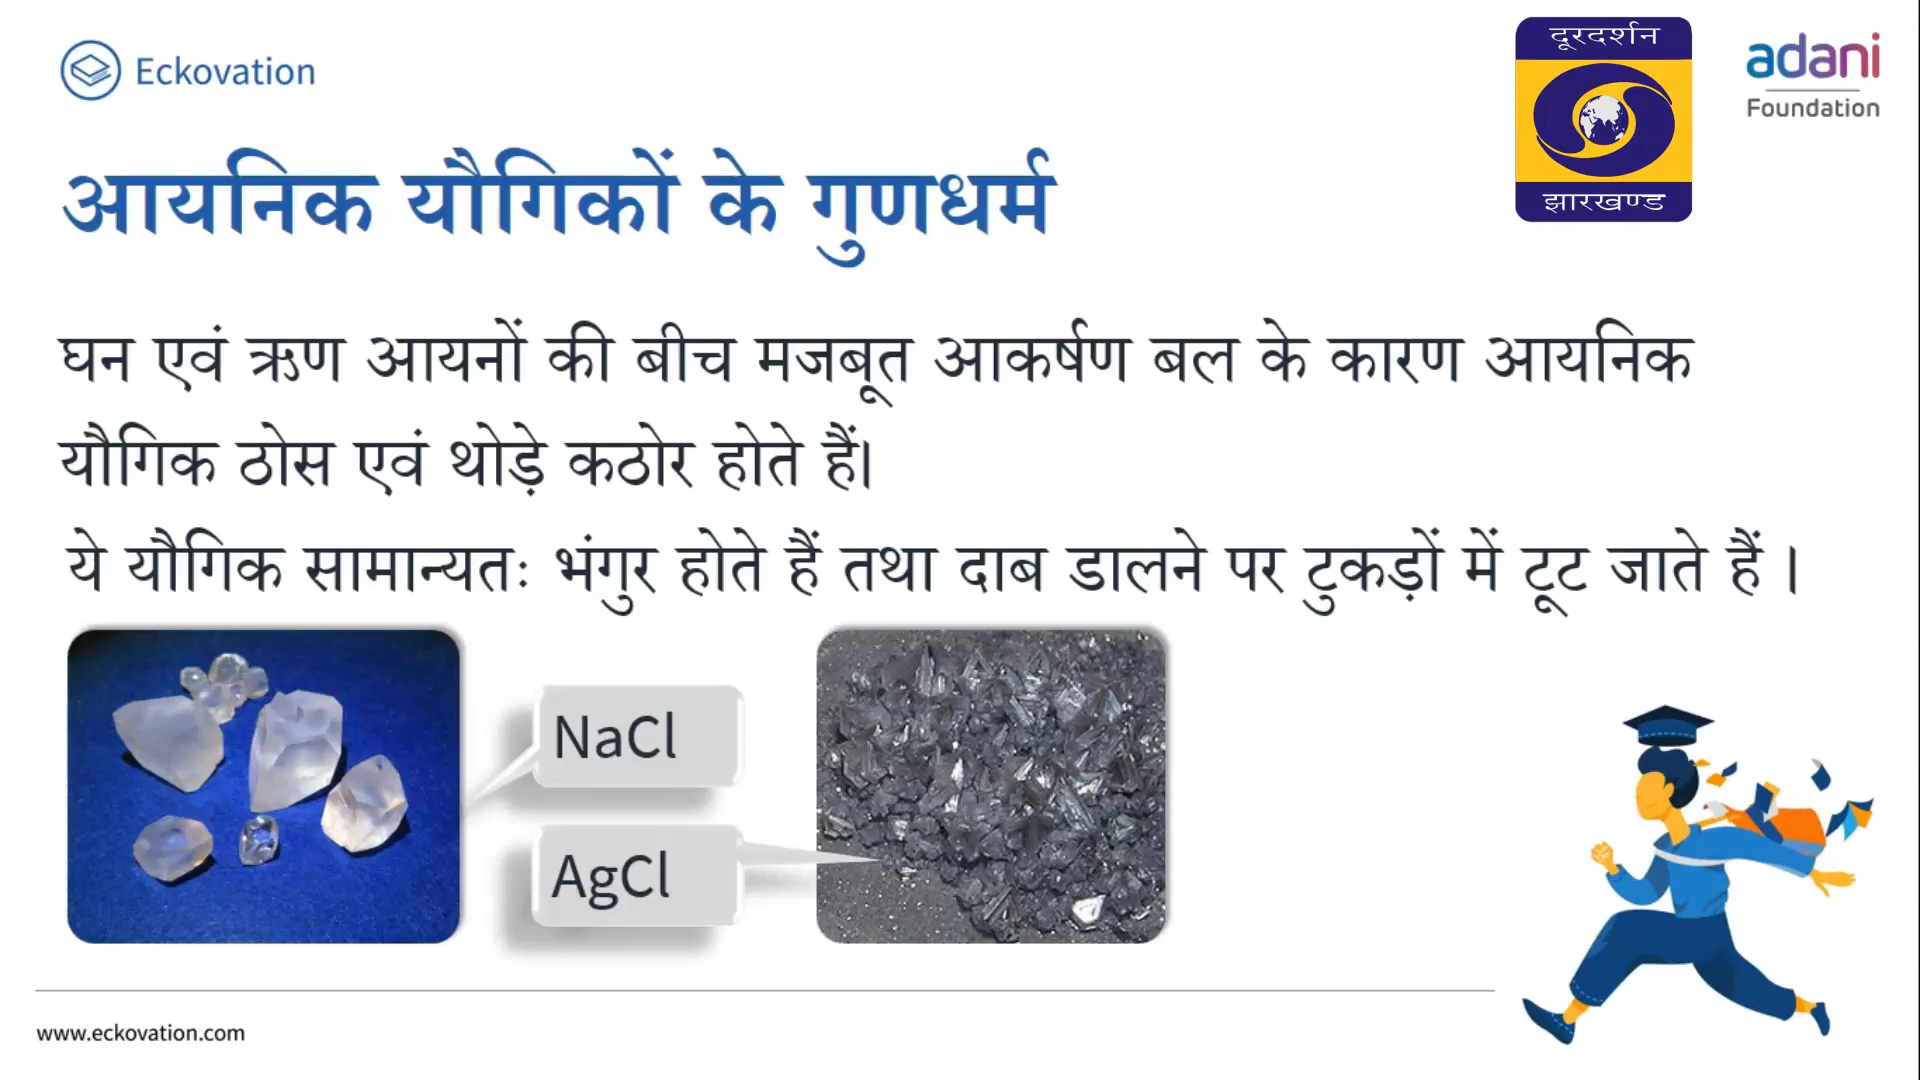 Eckovation
दूरदर्शन
झारखण्ड
adani
Foundation
आयनिक यौगिकों के गुणधर्म
घन एवं ऋण आयनों की बीच मजबूत आकर्षण बल के कारण आयनिक
यौगिक ठोस एवं थोड़े कठोर होते हैं।
ये यौगिक सामान्यतः भंगुर होते हैं तथा दाब डालने पर टुकड़ों में टूट जाते हैं ।
NaCl
AgCl
www.eckovation.com